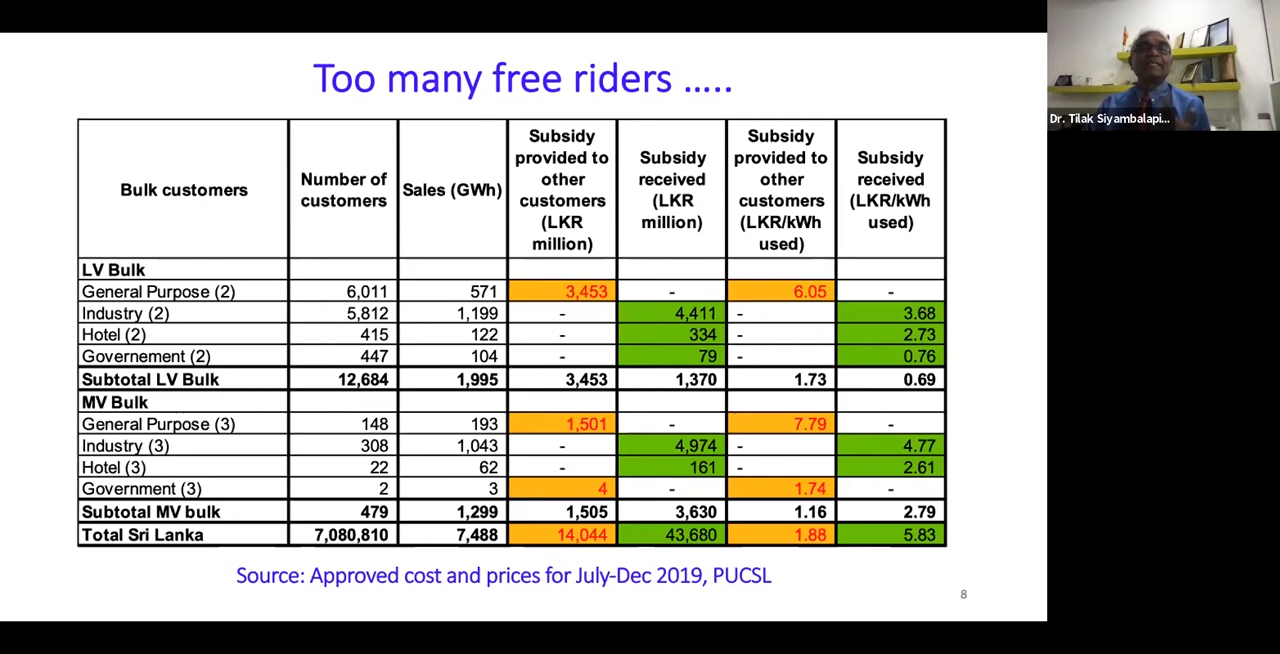 Too many free riders …..
Bulk customers | Number of customers | Sales (GWh) | Subsidy provided to other customers (LKR million) | Subsidy received (LKR million) | Subsidy provided to other customers (LKR/kWh used) | Subsidy received (LKR/kWh used)
LV Bulk
General Purpose (2) 6,011 571 3,453 - 6.05 -
Industry (2) 5,812 1,199 - 4,411 - 3.68
Hotel (2) 415 122 - 334 - 2.73
Governement (2) 447 104 - 79 - 0.76
Subtotal LV Bulk 12,684 1,995 3,453 1,370 1.73 0.69
MV Bulk
General Purpose (3) 148 193 1,501 - 7.79 -
Industry (3) 308 1,043 - 4,974 - 4.77
Hotel (3) 22 62 - 161 - 2.61
Government (3) 2 3 4 - 1.74 -
Subtotal MV bulk 479 1,299 1,505 3,630 1.16 2.79
Total Sri Lanka 7,080,810 7,488 14,044 43,680 1.88 5.83
Source: Approved cost and prices for July-Dec 2019, PUCSL
8
Dr. Tilak Siyambalapi...